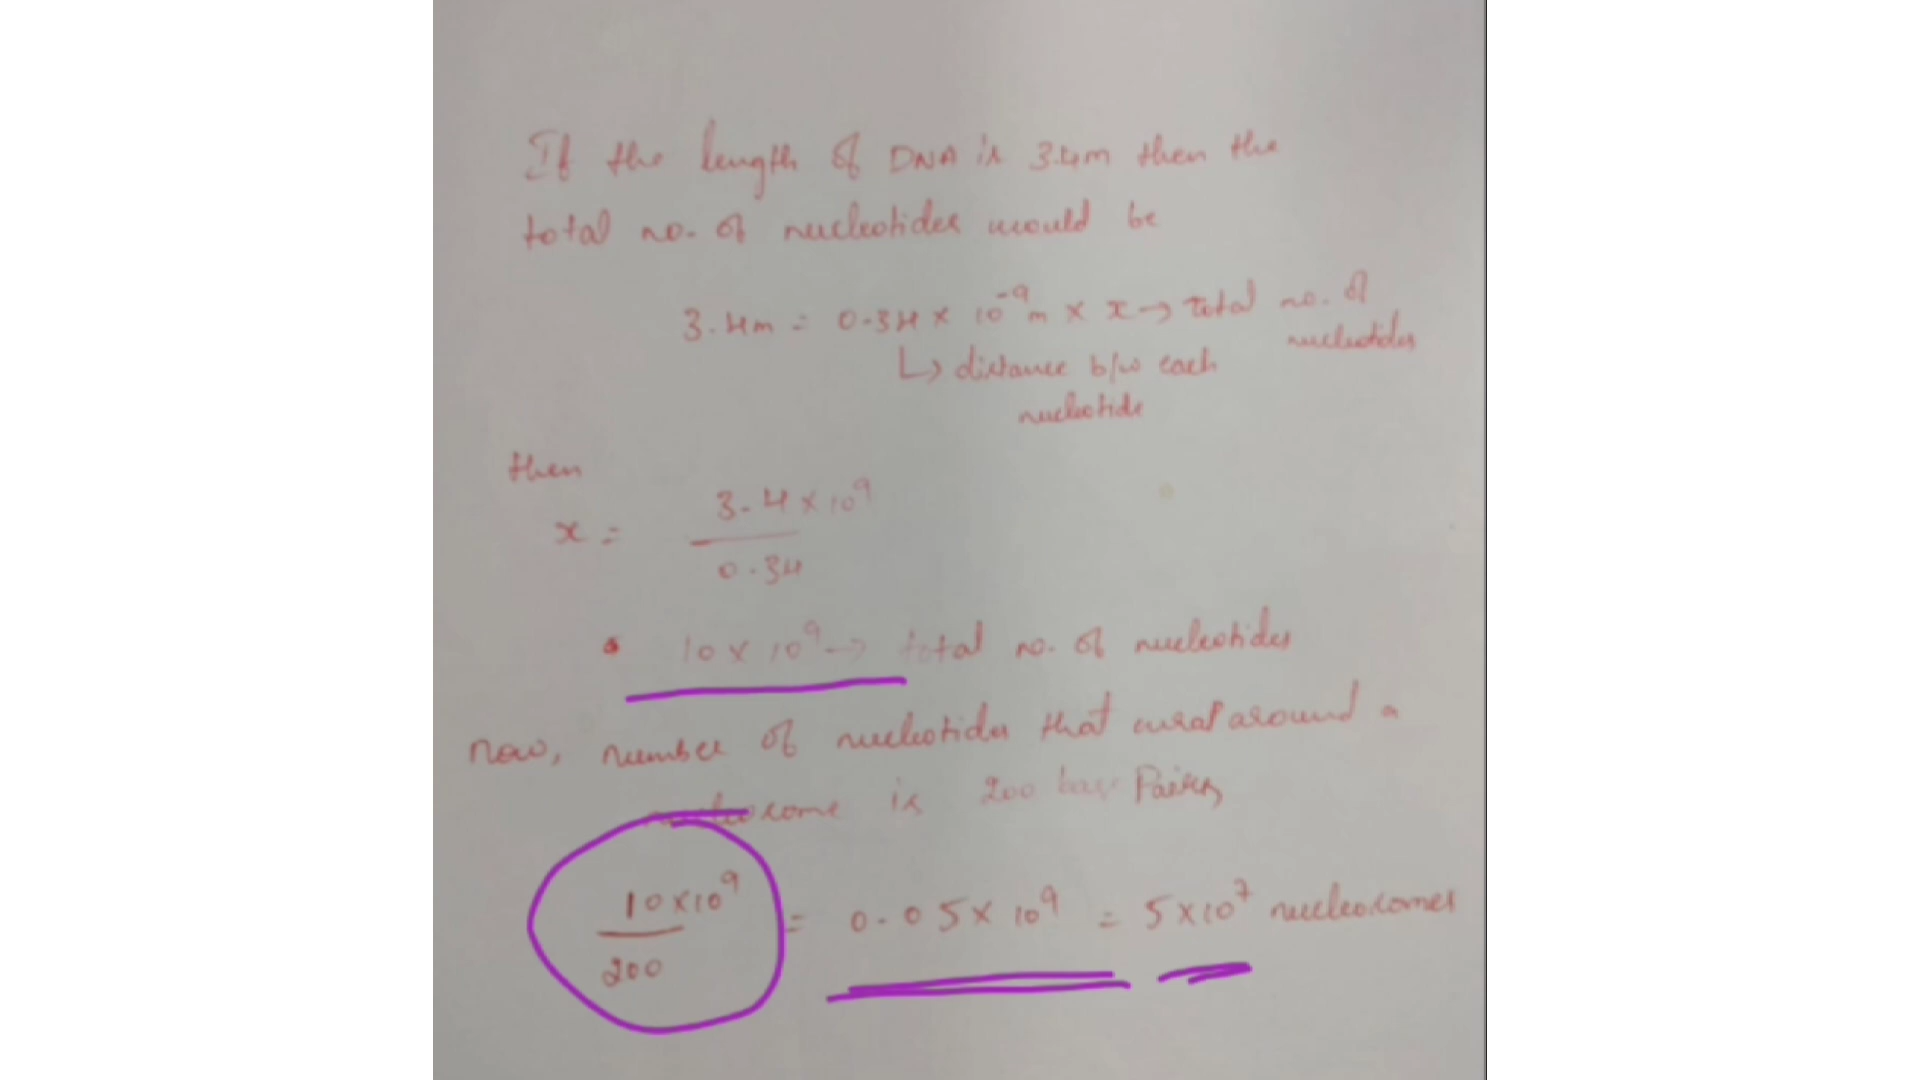 If the length of DNA is 3.4m then the
total no. of nucleotides would be
3.4m = 0.34 × 10⁻⁹m × x → total no. of
nucleotides
↳ distance b/w each
nucleotide
then
x = 3.4 × 10⁹
0.34
10 × 10⁹ → total no. of nucleotides
now, number of nucleotides that wrap around a
nucleosome is 200 base Pairs
10×10⁹
200
= 0.05 × 10⁹ = 5×10⁷ nucleosomes